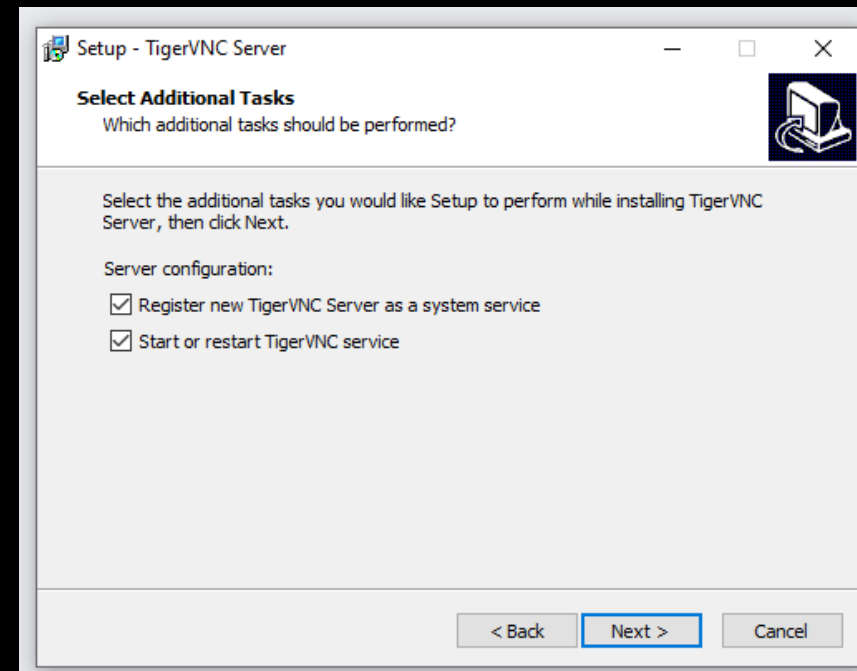 Setup - TigerVNC Server
Select Additional Tasks
Which additional tasks should be performed?
Select the additional tasks you would like Setup to perform while installing TigerVNC
Server, then click Next.
Server configuration:
Register new TigerVNC Server as a system service
Start or restart TigerVNC service
< Back
Next >
Cancel